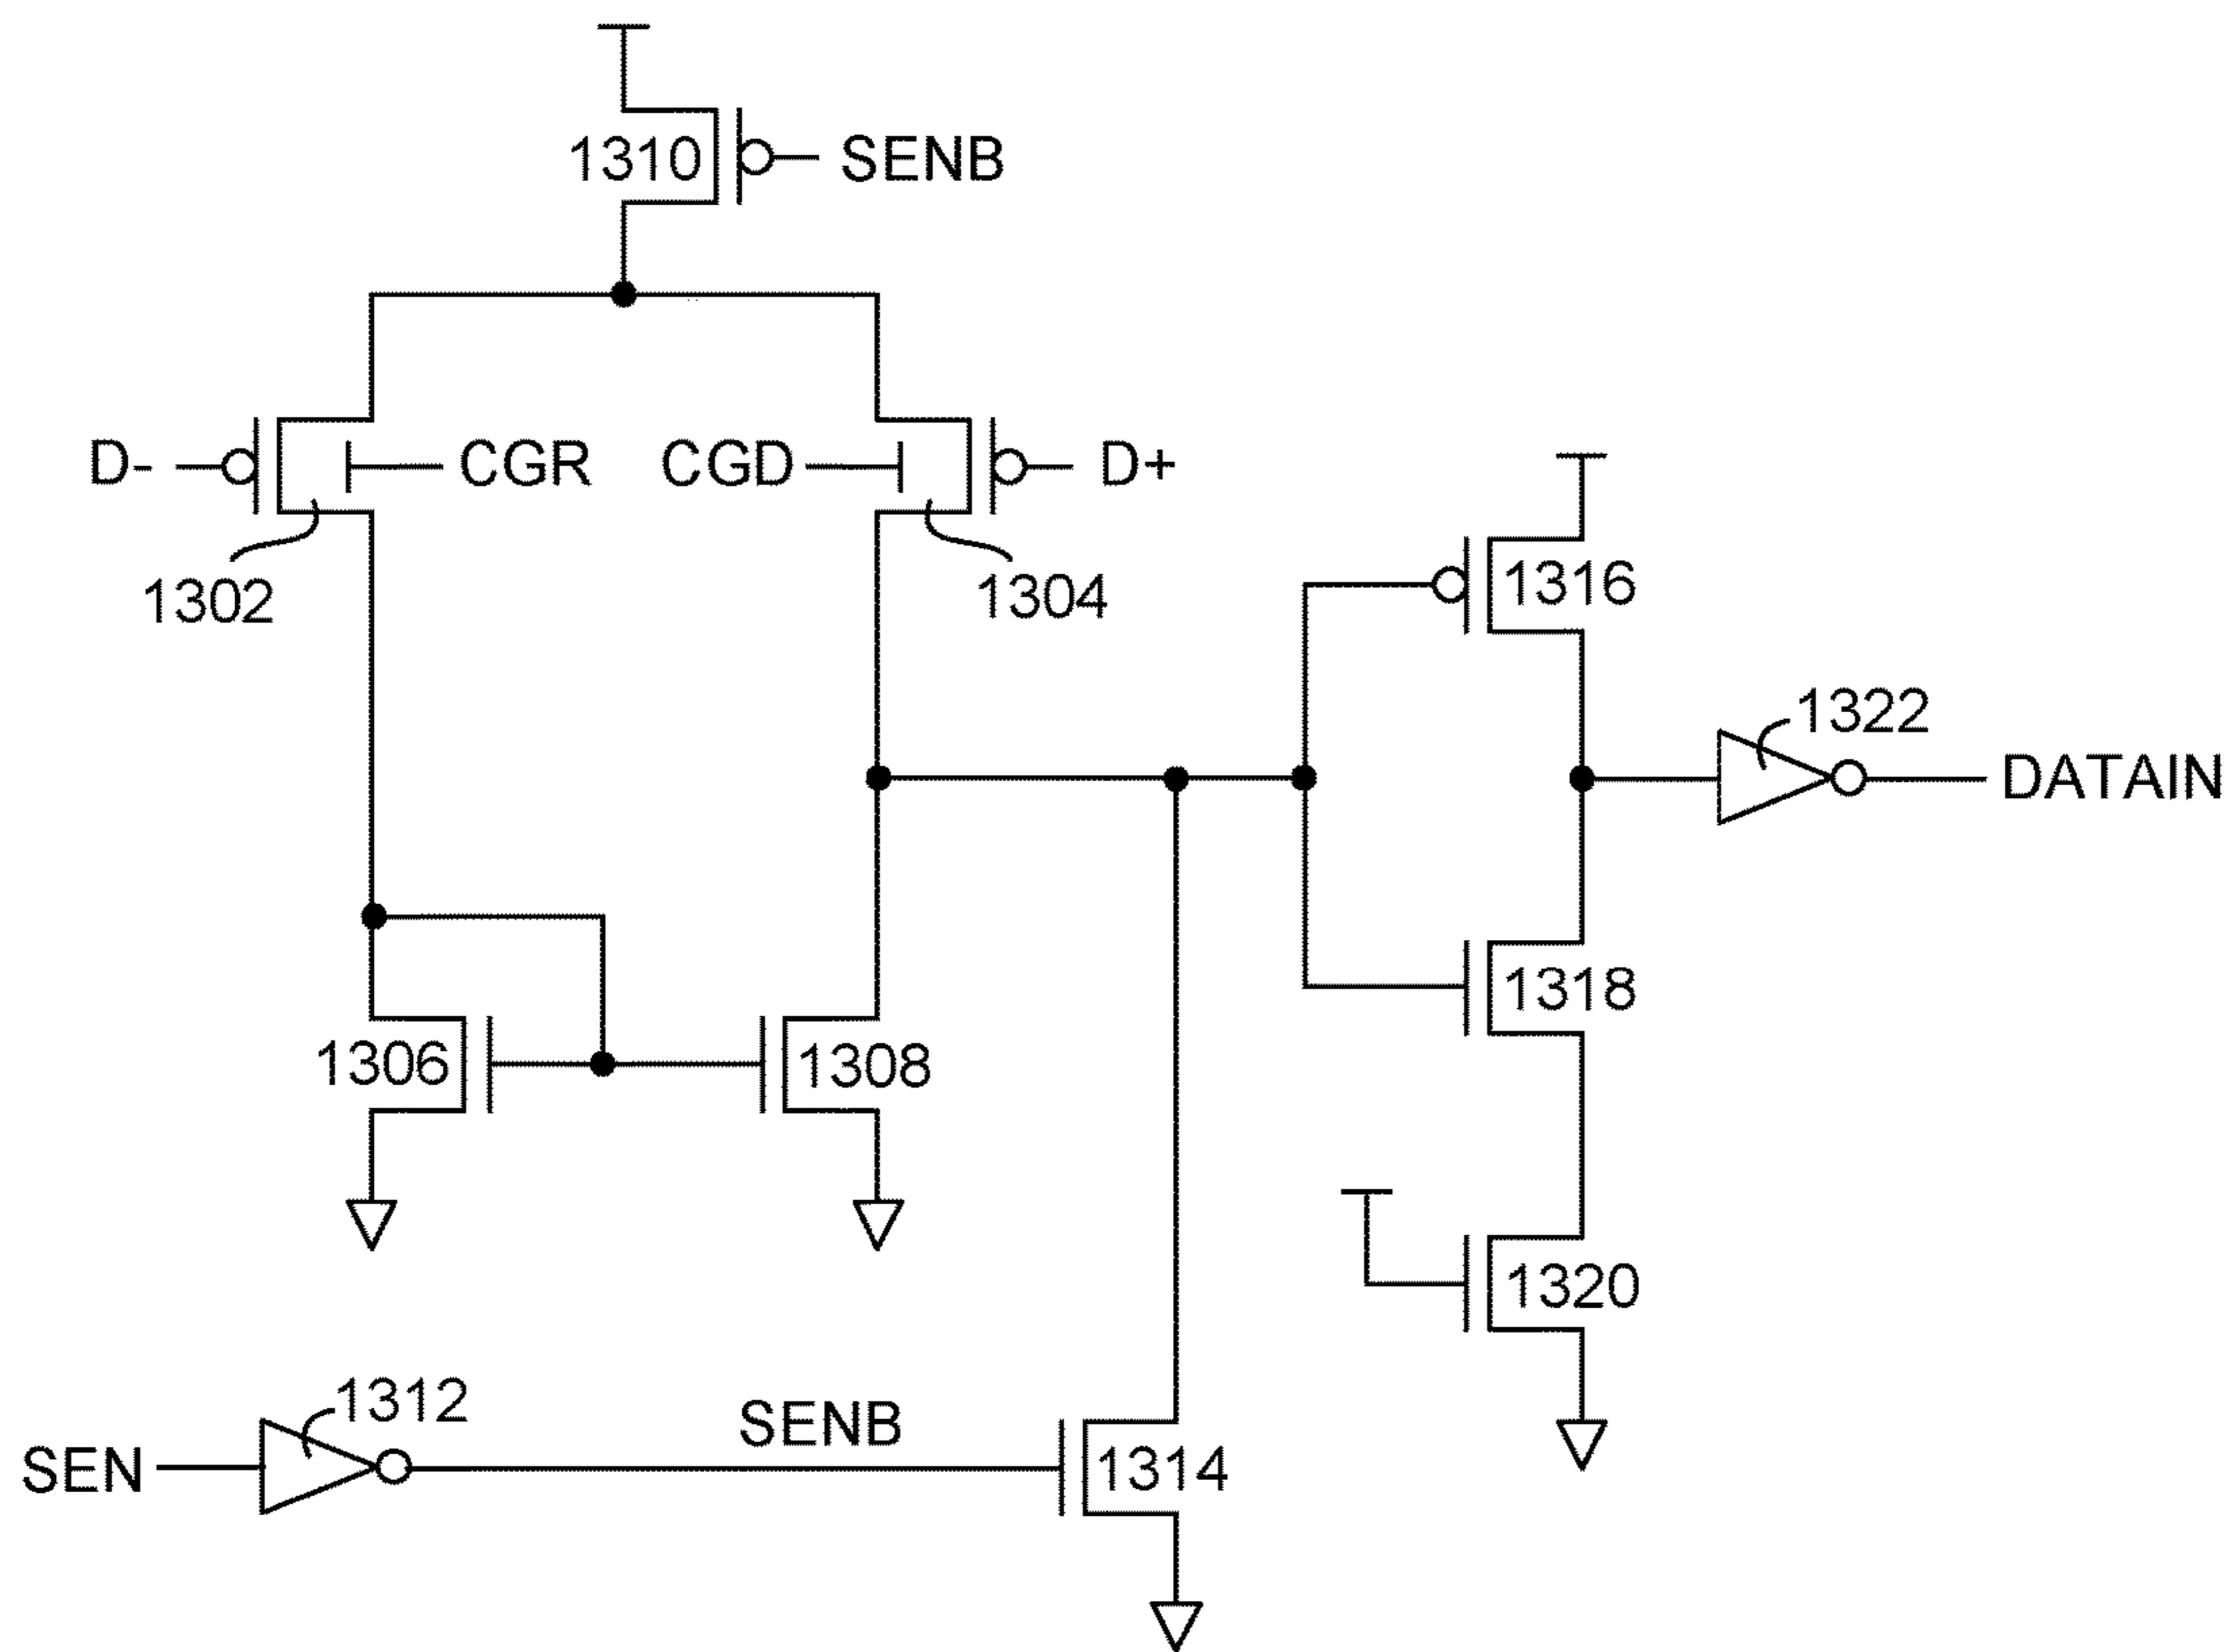 1310
SENB
D-
CGR
CGD
D+
1302
1304
1316
1322
DATAIN
1306
1308
1318
1320
1312
SENB
SEN
1314